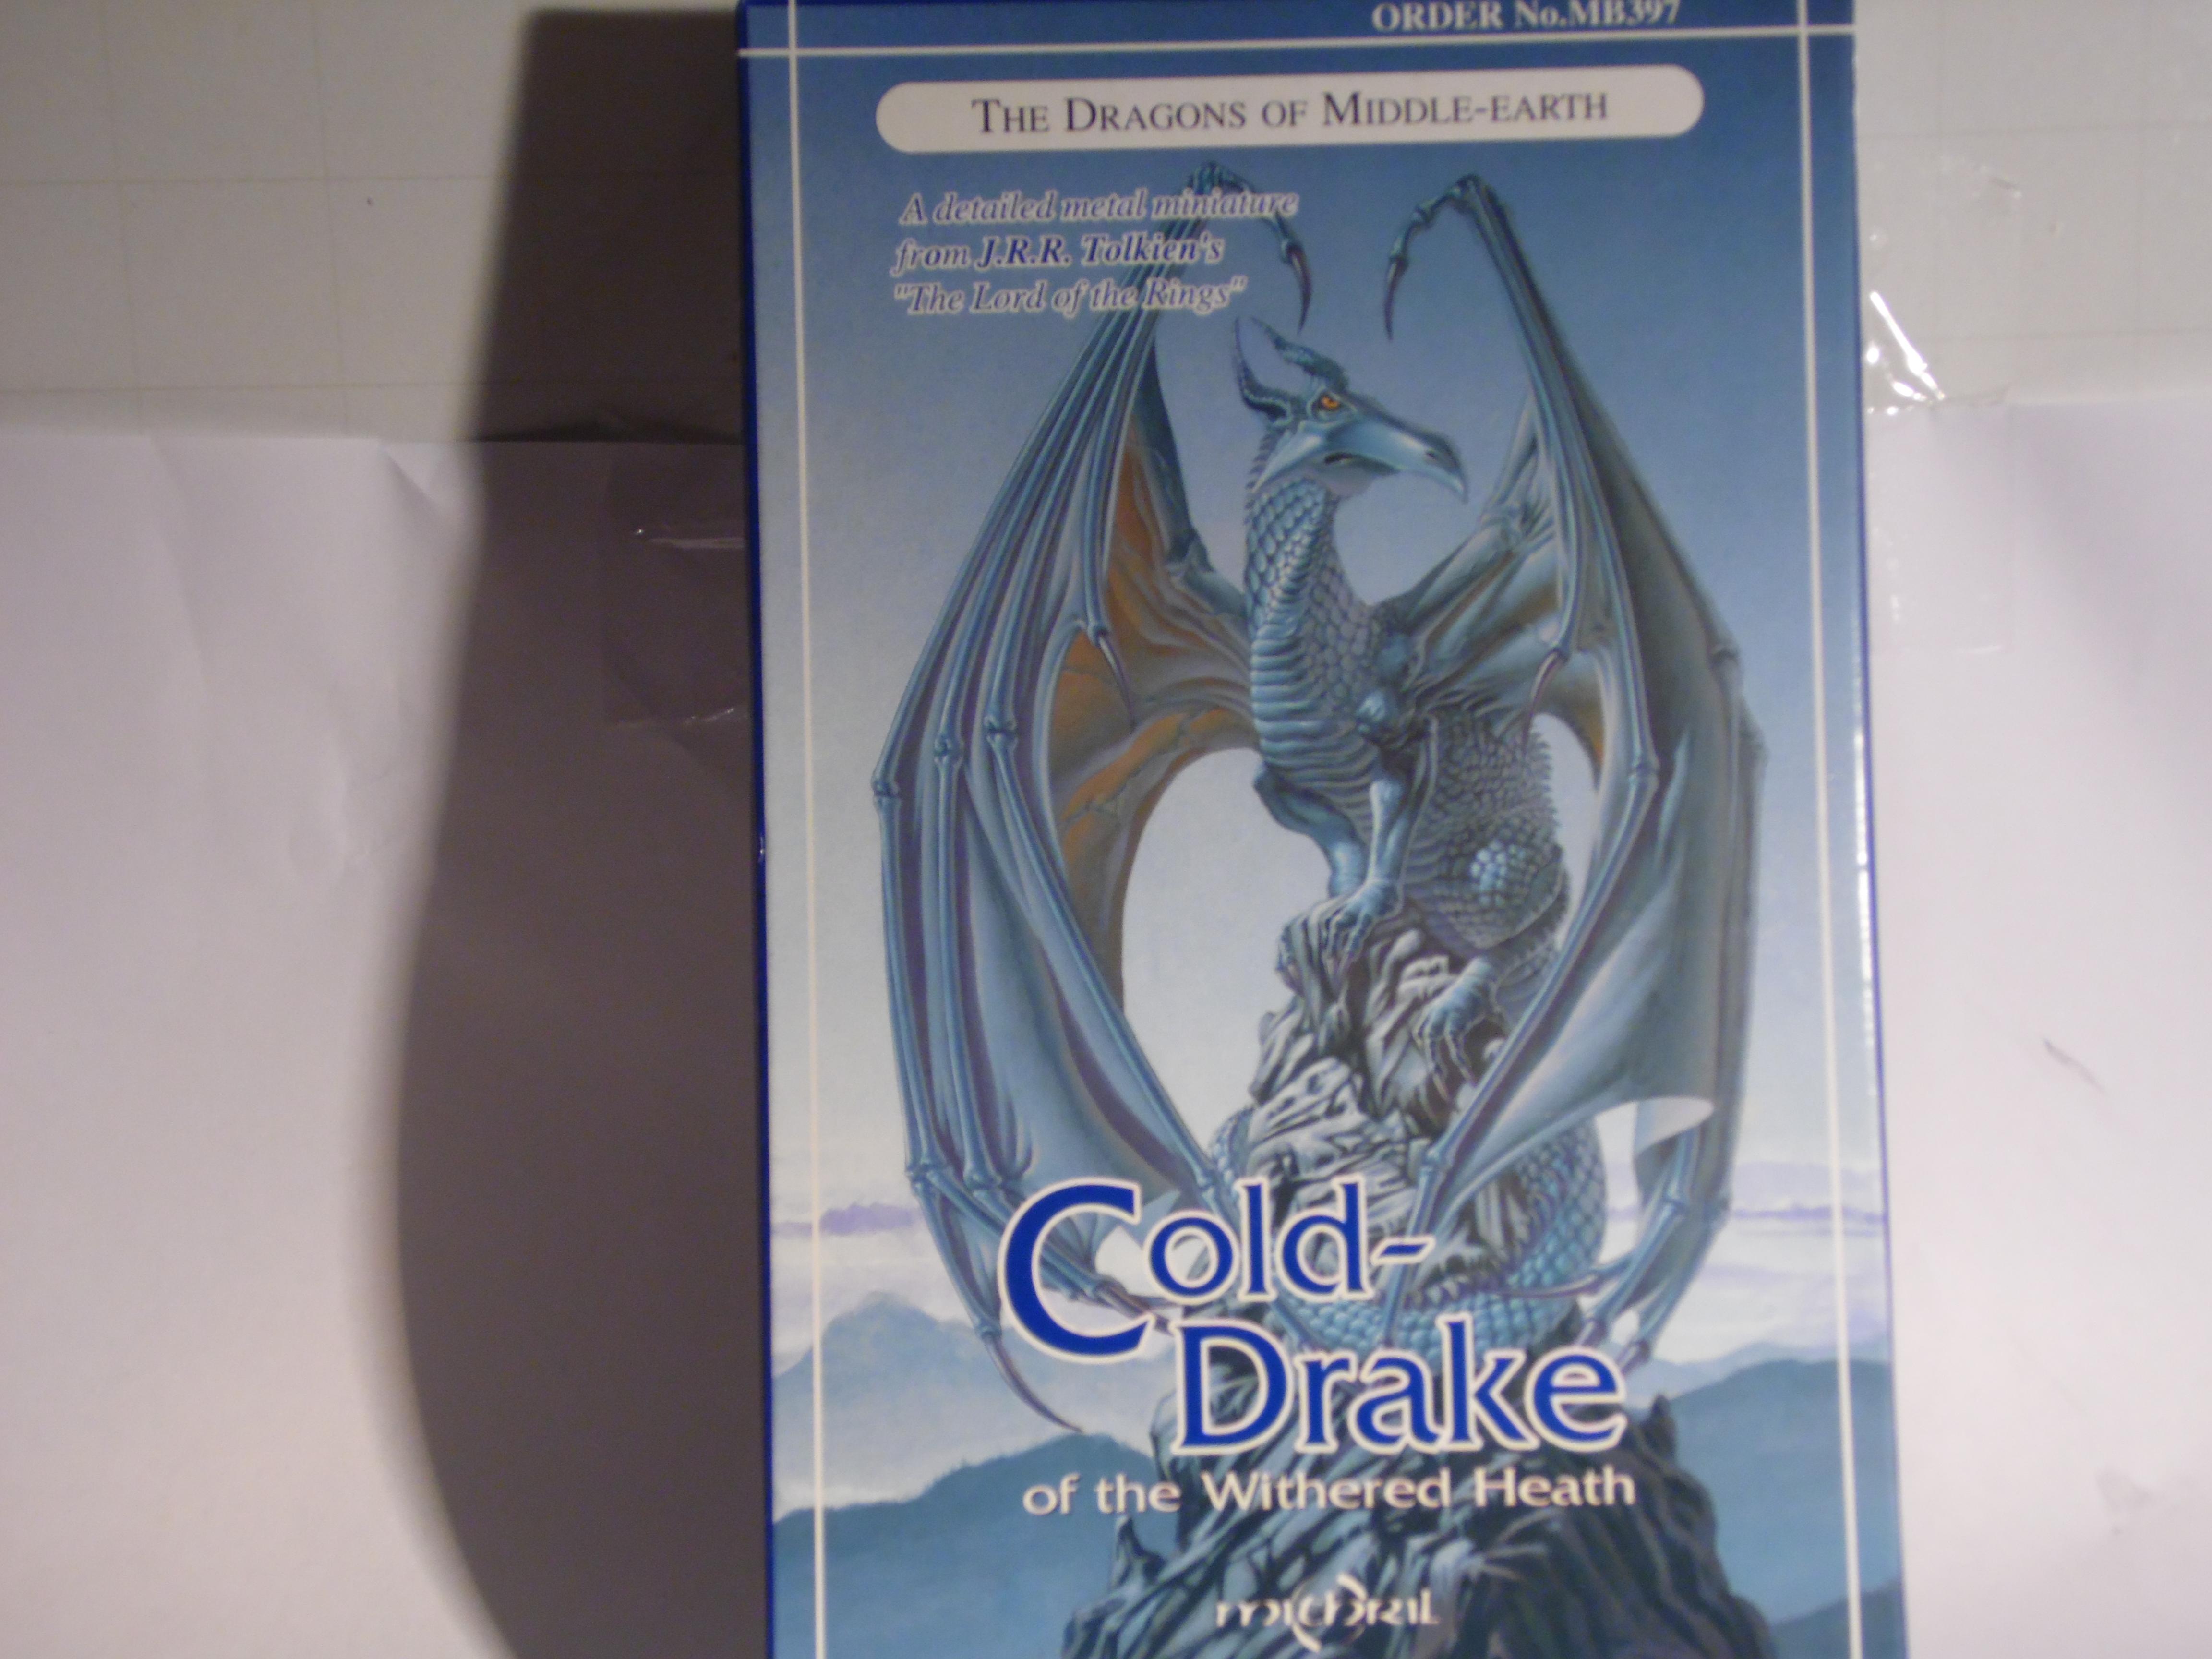 ORDER No.MB397
THE DRAGONS OF MIDDLE-EARTH
A detailed metal miniature
from J.R.R. Tolkien's
"The Lord of the Rings"
Cold-
Drake
of the Withered Heath
mithril